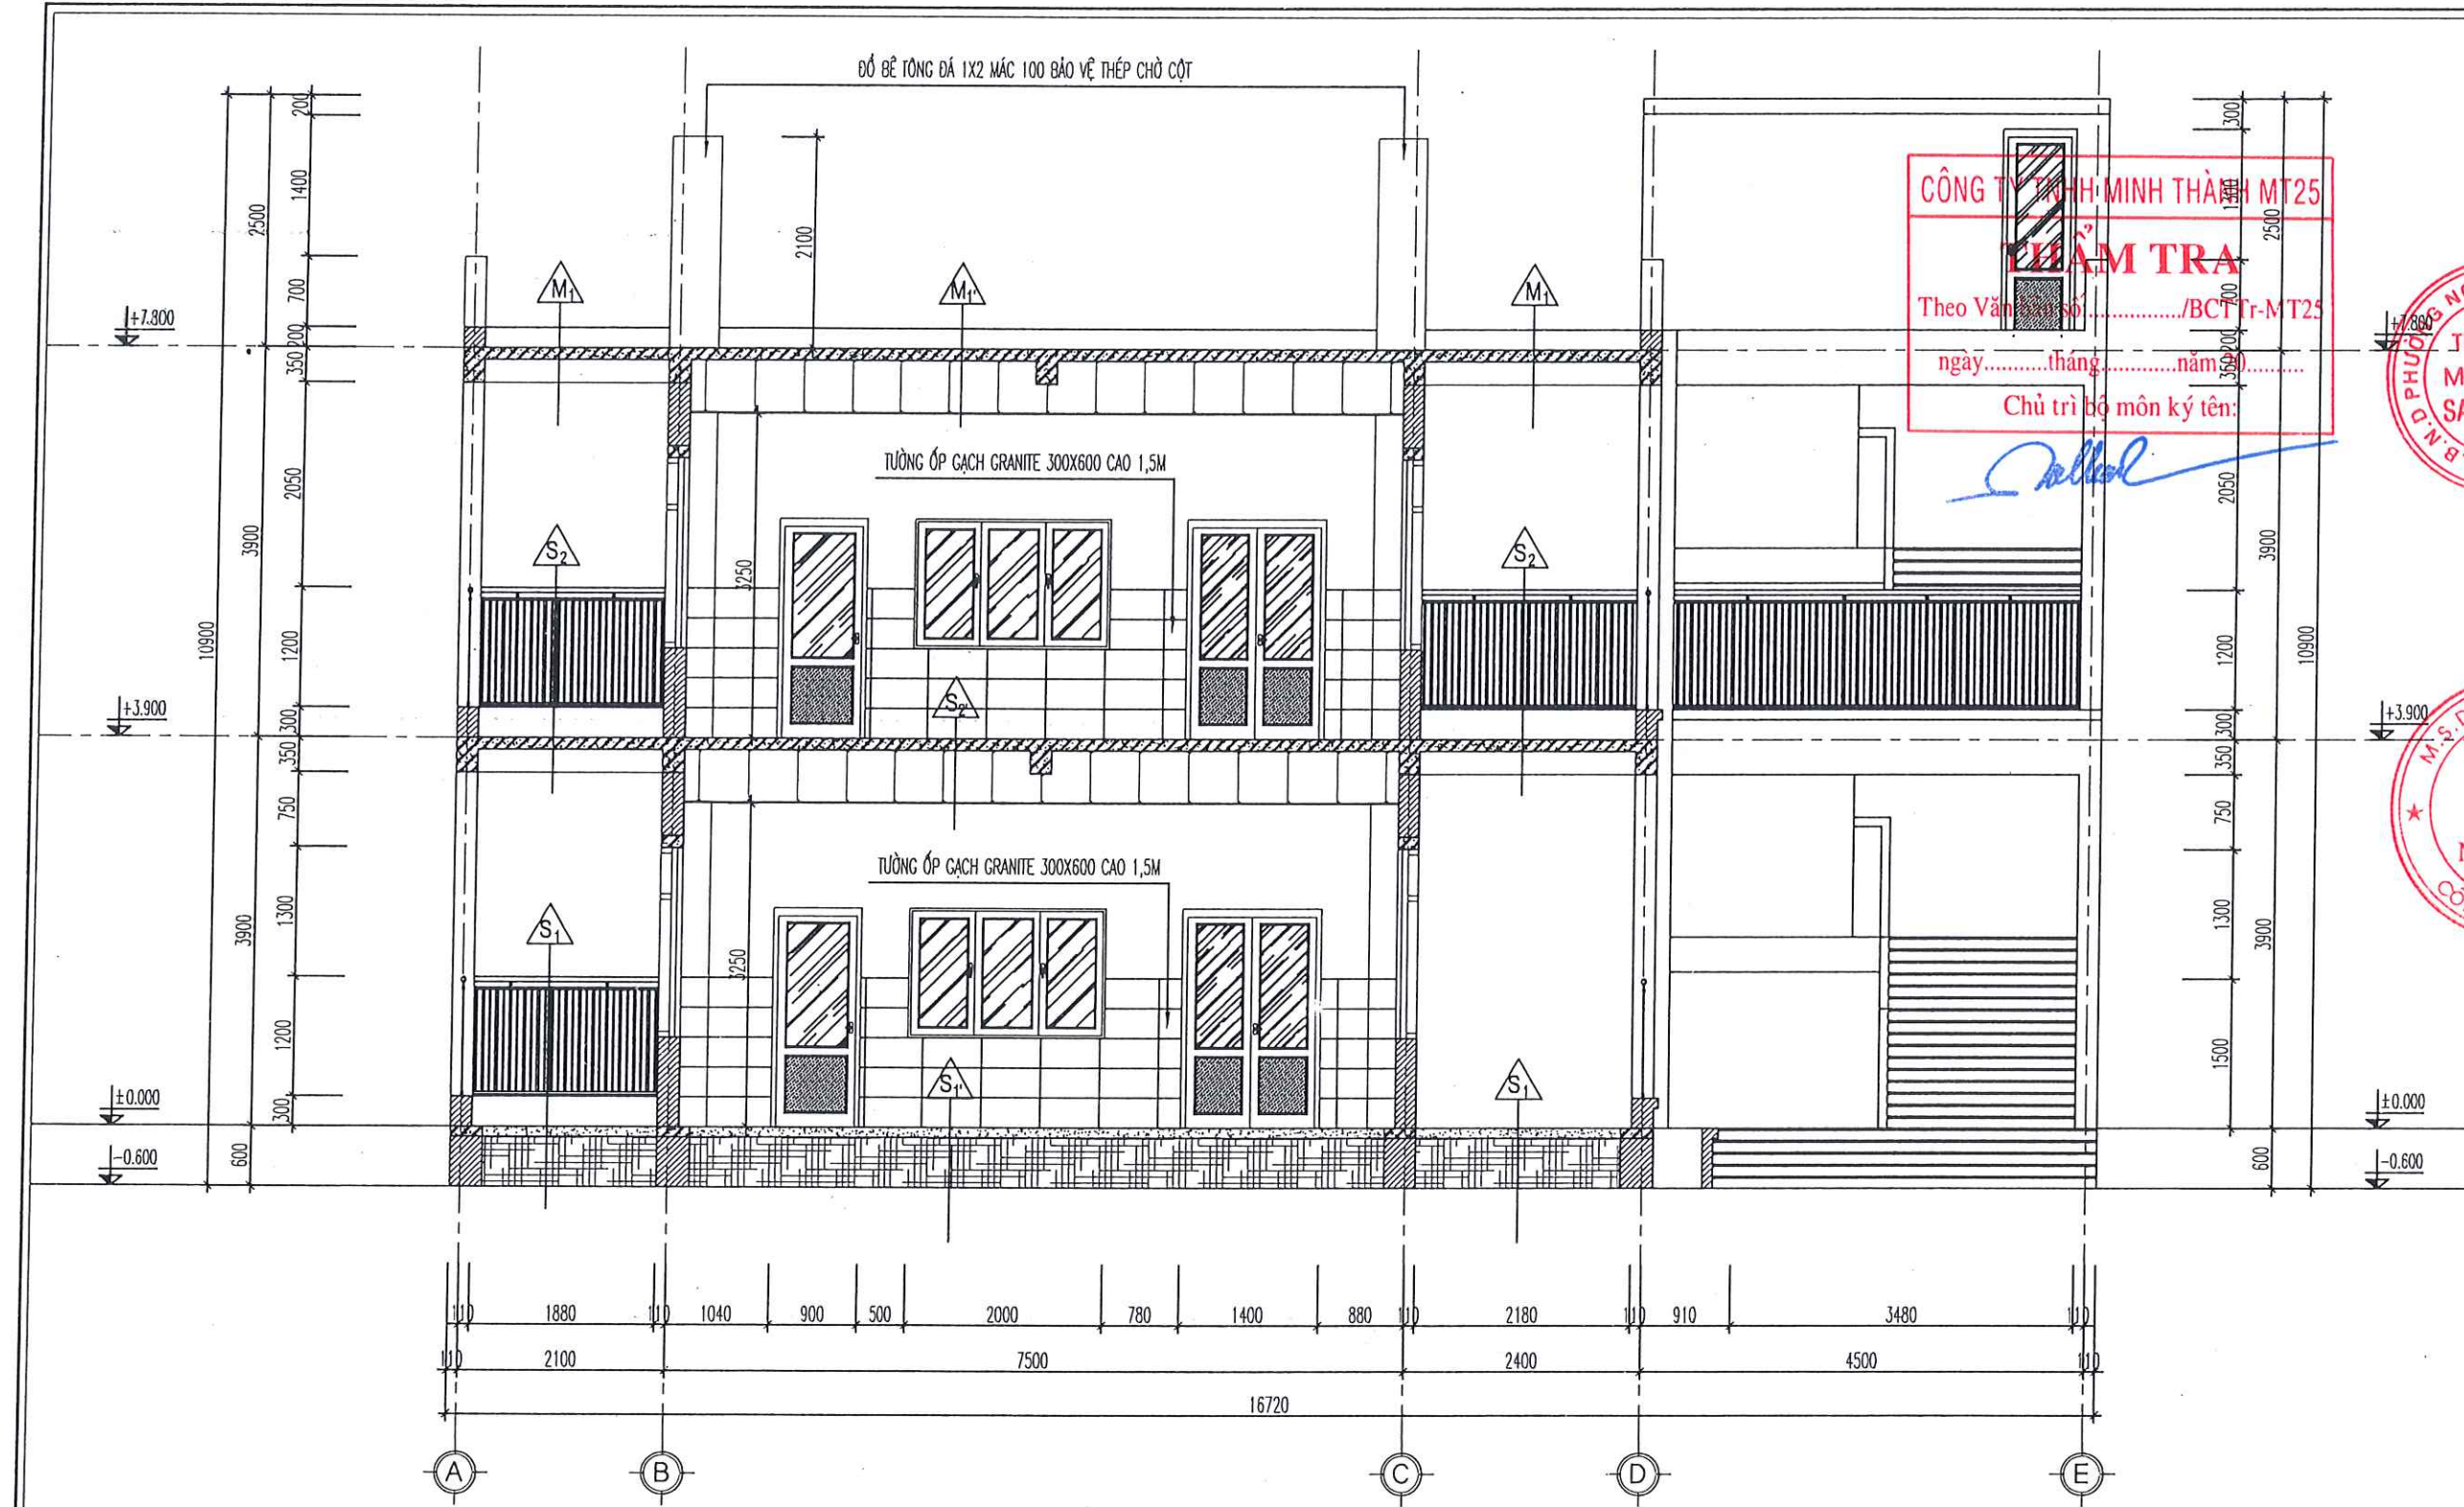 ĐỔ BÊ TÔNG ĐÁ 1X2 MÁC 100 BẢO VỆ THÉP CHỜ CỘT
200
1400
2500
700
200
350
2050
3900
10900
1200
300
350
750
1300
3900
1200
300
600
+7.800
+3.900
±0.000
-0.600
2100
M1
M1'
M1
TƯỜNG ỐP GẠCH GRANITE 300X600 CAO 1,5M
S2
S2
3250
S2'
TƯỜNG ỐP GẠCH GRANITE 300X600 CAO 1,5M
S1
3250
S1'
S1
CÔNG TY TNHH MINH THÀNH MT25
THẨM TRA
Theo Văn bản số................/BCTTr-MT25
ngày...........tháng.............năm 20..........
Chủ trì bộ môn ký tên:
300
1300
2500
700
200
350
2050
3900
1200
10900
300
350
750
1300
3900
1500
600
+7.800
+3.900
±0.000
-0.600
B.N.D PHƯỜNG
M.S.D
110 1880 110 1040 900 500 2000 780 1400 880 110 2180 110 910 3480 110
110 2100 7500 2400 4500 110
16720
A B C D E